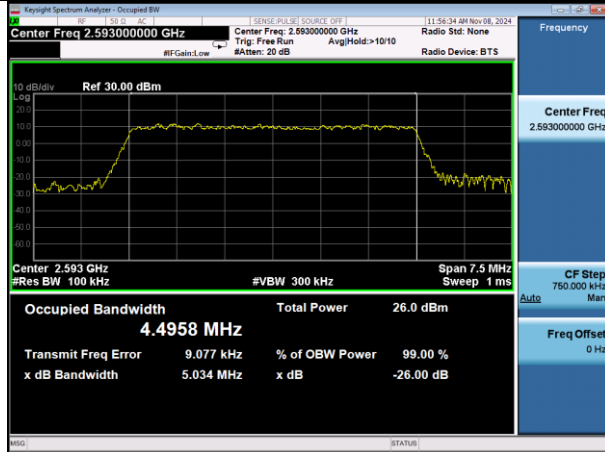 Keysight Spectrum Analyzer - Occupied BW
RF 50 Ω AC SENSE:PULSE SOURCE OFF 11:56:34 AM Nov 08, 2024
Center Freq 2.593000000 GHz Center Freq: 2.593000000 GHz Radio Std: None Frequency
Trig: Free Run Avg|Hold:>10/10
#IFGain:Low #Atten: 20 dB Radio Device: BTS
10 dB/div Ref 30.00 dBm
Log
20.0
10.0
0.00
-10.0
-20.0
-30.0
-40.0
-50.0
-60.0
Center Freq
2.593000000 GHz
Center 2.593 GHz Span 7.5 MHz
#Res BW 100 kHz #VBW 300 kHz Sweep 1 ms
CF Step
750.000 kHz
Auto Man
Occupied Bandwidth Total Power 26.0 dBm
4.4958 MHz
Transmit Freq Error 9.077 kHz % of OBW Power 99.00 %
x dB Bandwidth 5.034 MHz x dB -26.00 dB
Freq Offset
0 Hz
MSG STATUS